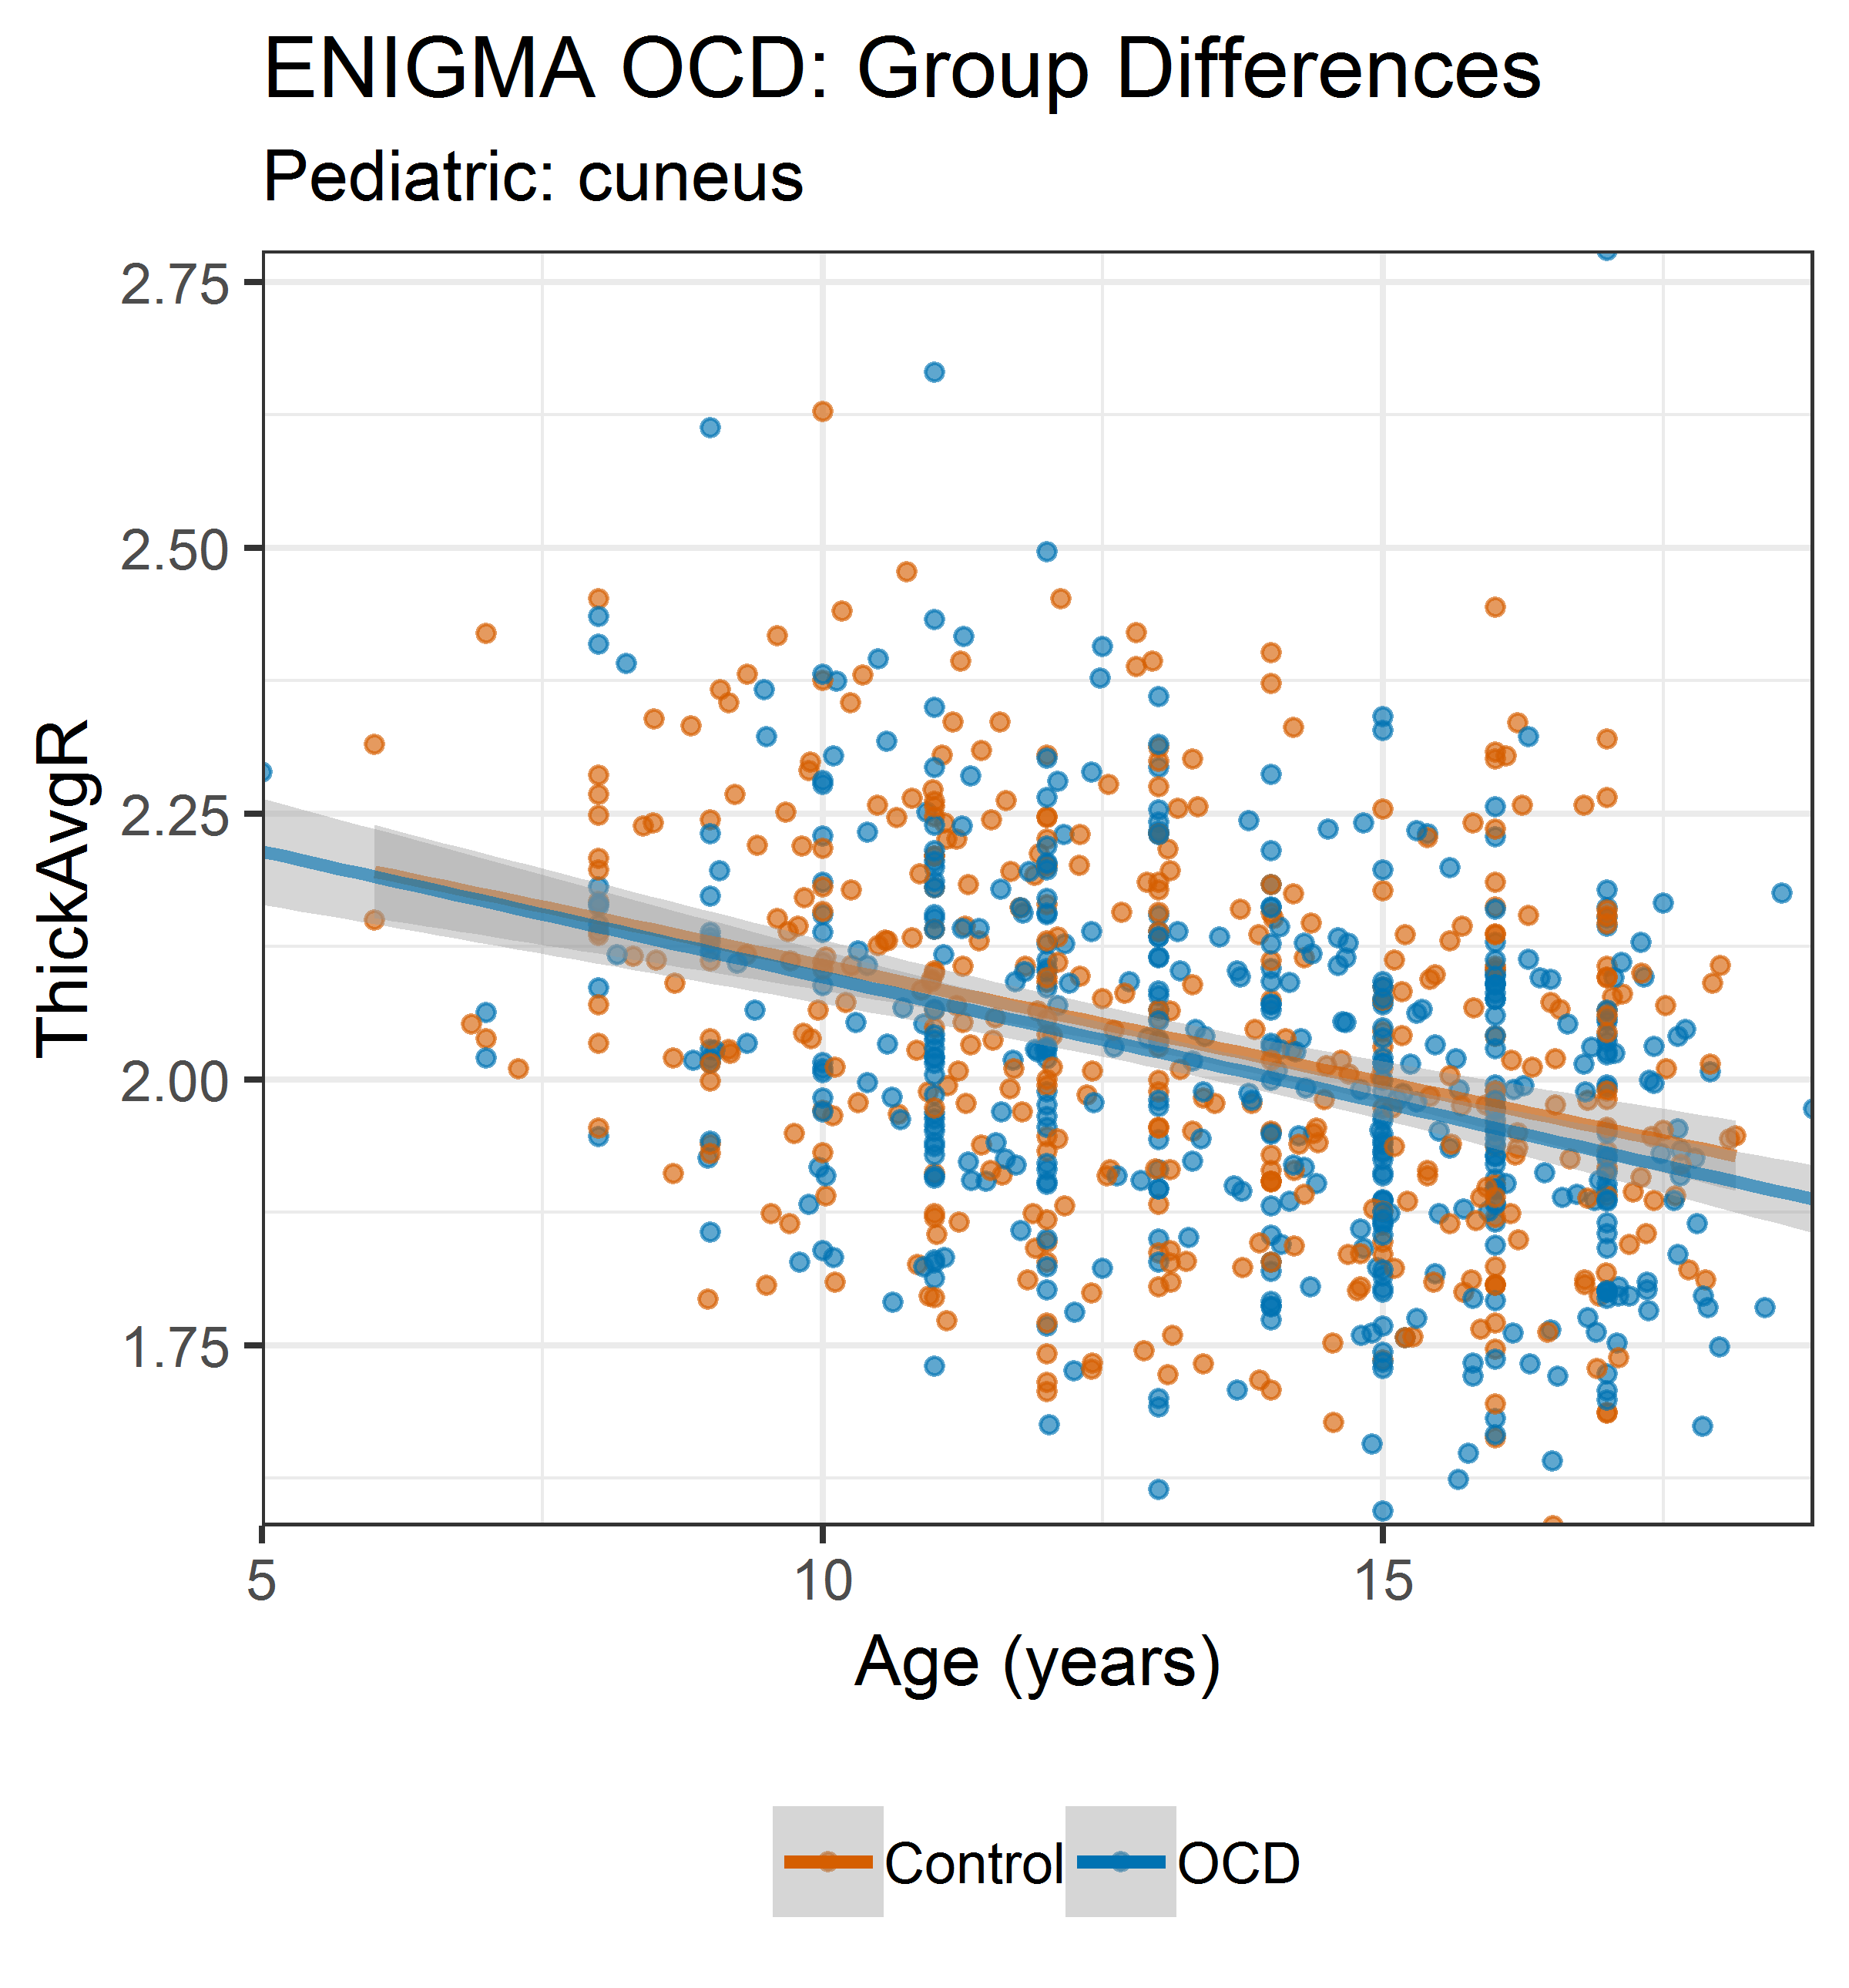 ENIGMA OCD: Group Differences
Pediatric: cuneus
2.75
2.50
2.25
2.00
1.75
ThickAvgR
5 10 15
Age (years)
Control OCD